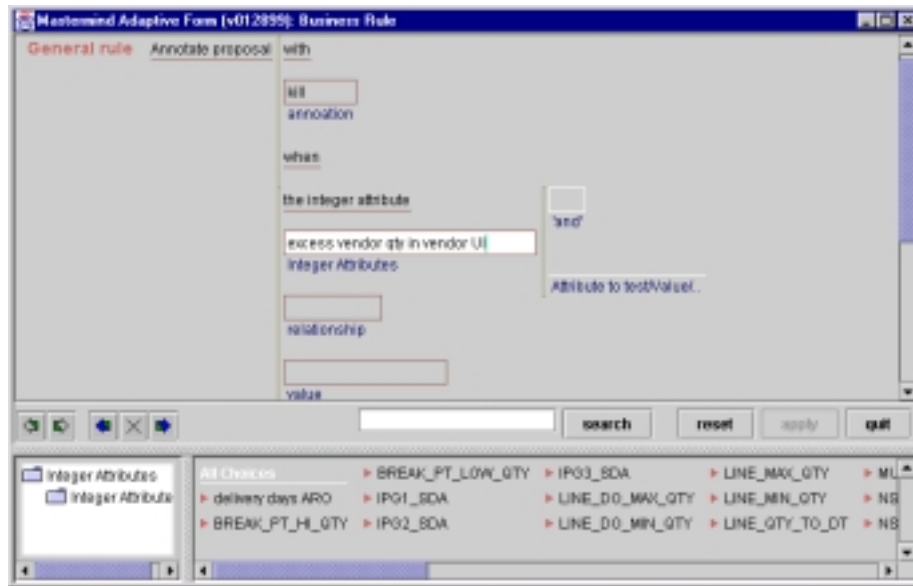 Mastermind Adaptive Form (v012899): Business Rule
General rule Annotate proposal with
kill
annoation
when
the integer attribute
'and'
excess vendor qty in vendor UI
Integer Attributes
Attribute to test/Value/..
relationship
value
search reset apply quit
Integer Attributes
Integer Attribute
All Choices
BREAK_PT_LOW_QTY
IPG3_SDA
LINE_MAX_QTY
delivery days ARO
IPG1_SDA
LINE_DO_MAX_QTY
LINE_MIN_QTY
NS
BREAK_PT_HI_QTY
IPG2_SDA
LINE_DO_MIN_QTY
LINE_QTY_TO_DT
NS